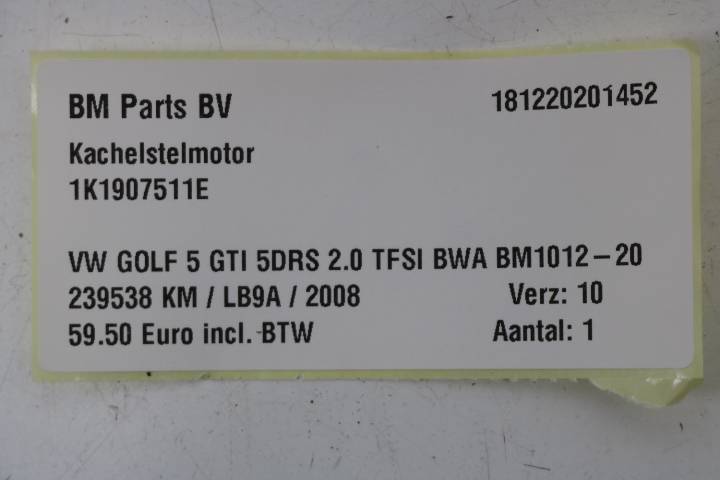 BM Parts BV 181220201452
Kachelstelmotor
1K1907511E
VW GOLF 5 GTI 5DRS 2.0 TFSI BWA BM1012-20
239538 KM / LB9A / 2008 Verz: 10
59.50 Euro incl. BTW Aantal: 1